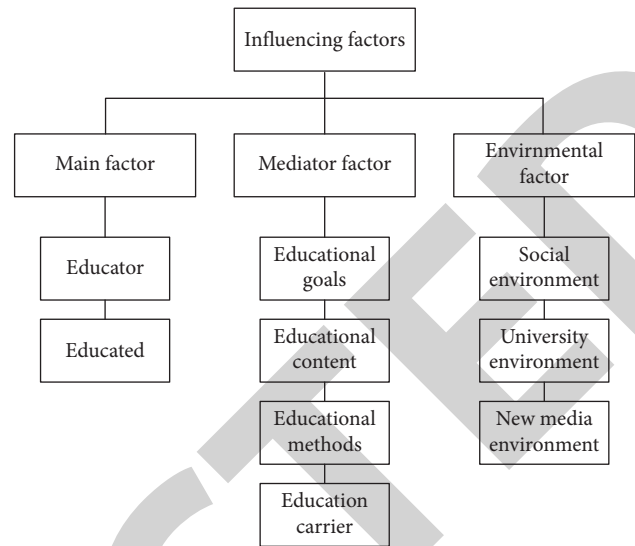 Influencing factors
Main factor
Mediator factor
Envirnmental
factor
Educator
Educated
Educational
goals
Educational
content
Educational
methods
Education
carrier
Social
environment
University
environment
New media
environment